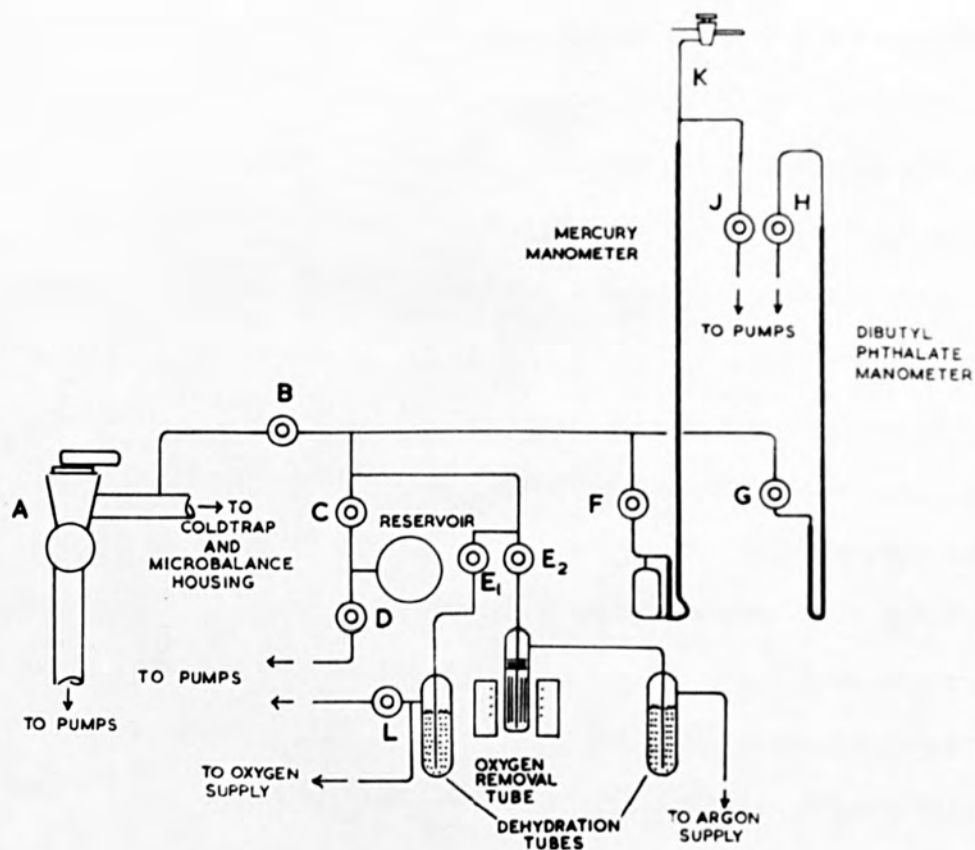 K
J
H
MERCURY
MANOMETER
TO PUMPS
DIBUTYL
PHTHALATE
MANOMETER
B
A
TO
COLDTRAP
AND
MICROBALANCE
HOUSING
C
RESERVOIR
E1
E2
F
G
D
TO PUMPS
TO PUMPS
L
TO OXYGEN
SUPPLY
OXYGEN
REMOVAL
TUBE
DEHYDRATION
TUBES
TO ARGON
SUPPLY